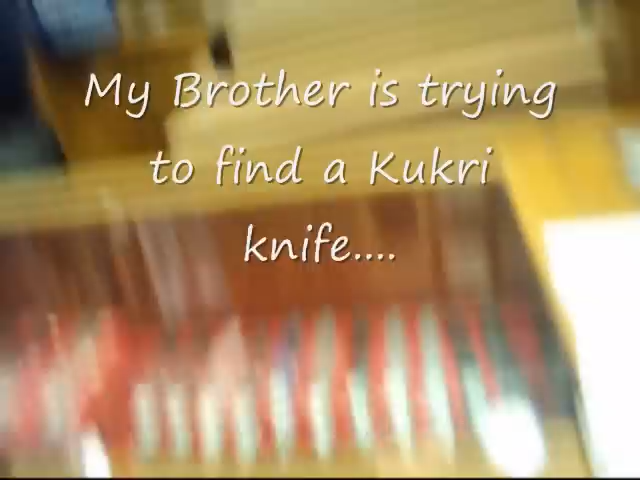 My Brother is trying
to find a Kukri
knife....